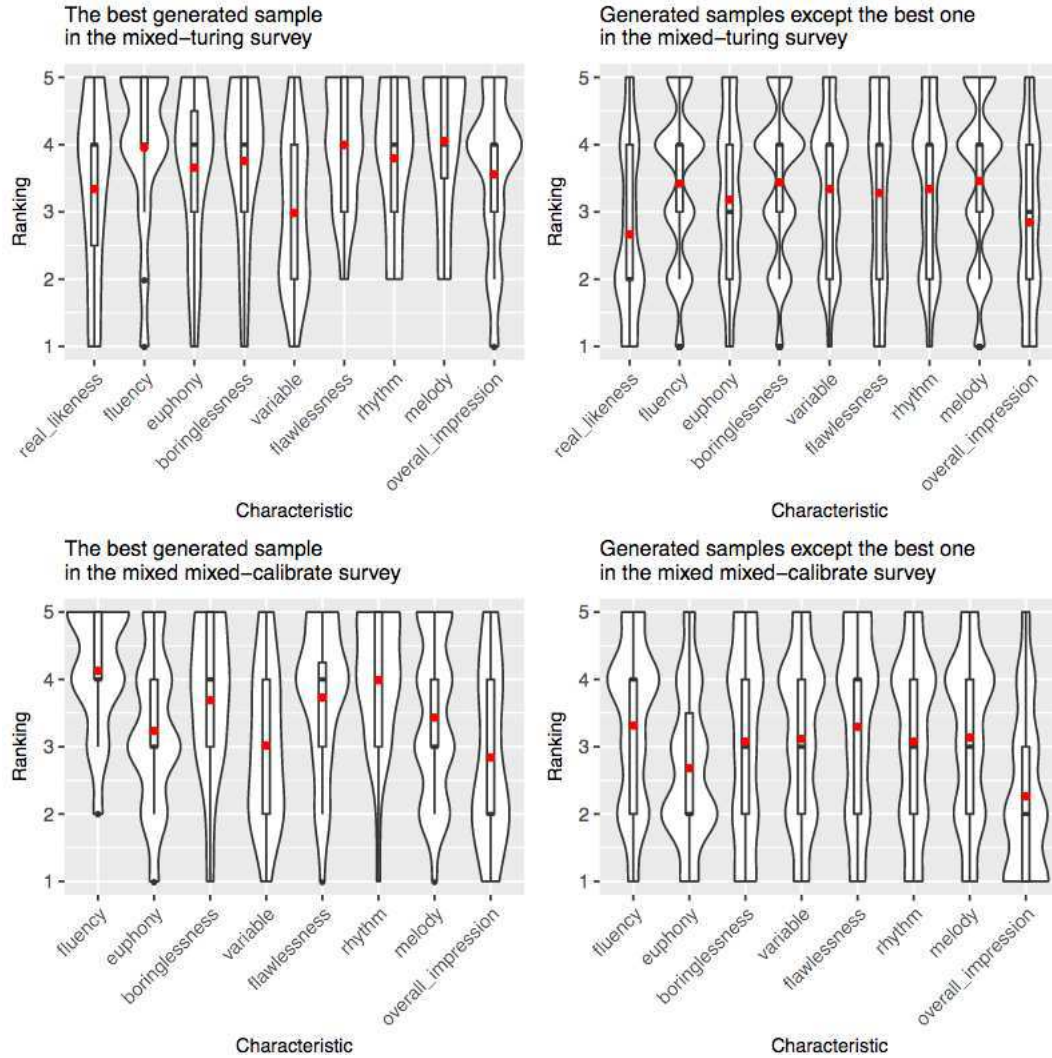 The best generated sample
in the mixed-turing survey
Ranking
5
4
3
2
1
real_likeness
fluency
euphony
boringlessness
variable
flawlessness
rhythm
melody
overall_impression
Characteristic
Generated samples except the best one
in the mixed-turing survey
Ranking
5
4
3
2
1
real_likeness
fluency
euphony
boringlessness
variable
flawlessness
rhythm
melody
overall_impression
Characteristic
The best generated sample
in the mixed mixed-calibrate survey
Ranking
5
4
3
2
1
fluency
euphony
boringlessness
variable
flawlessness
rhythm
melody
overall_impression
Characteristic
Generated samples except the best one
in the mixed mixed-calibrate survey
Ranking
5
4
3
2
1
fluency
euphony
boringlessness
variable
flawlessness
rhythm
melody
overall_impression
Characteristic